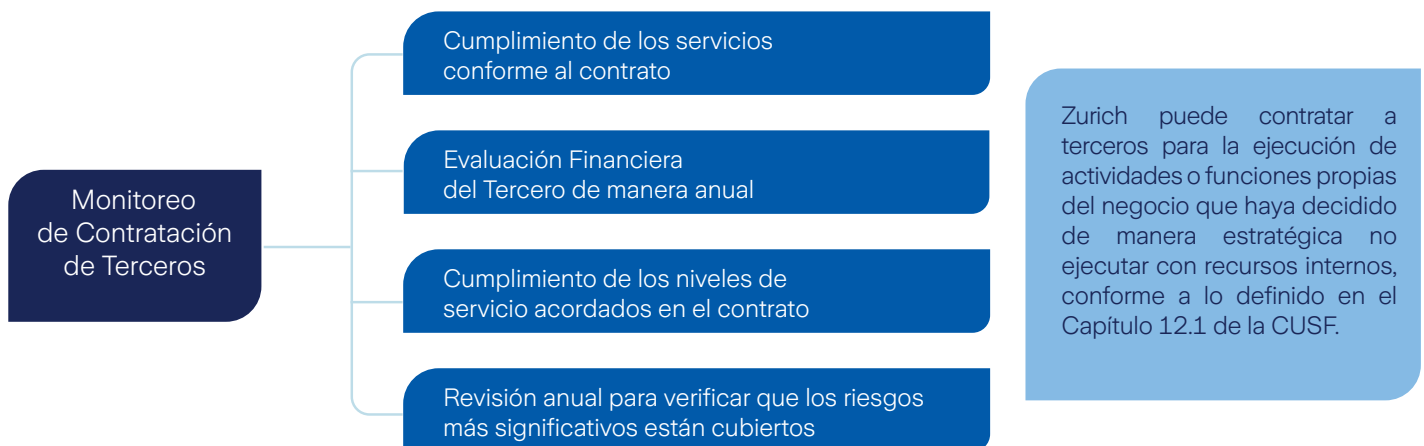 Monitoreo
de Contratación
de Terceros
Cumplimiento de los servicios
conforme al contrato
Evaluación Financiera
del Tercero de manera anual
Cumplimiento de los niveles de
servicio acordados en el contrato
Revisión anual para verificar que los riesgos
más significativos están cubiertos
Zurich puede contratar a
terceros para la ejecución de
actividades o funciones propias
del negocio que haya decidido
de manera estratégica no
ejecutar con recursos internos,
conforme a lo definido en el
Capítulo 12.1 de la CUSF.